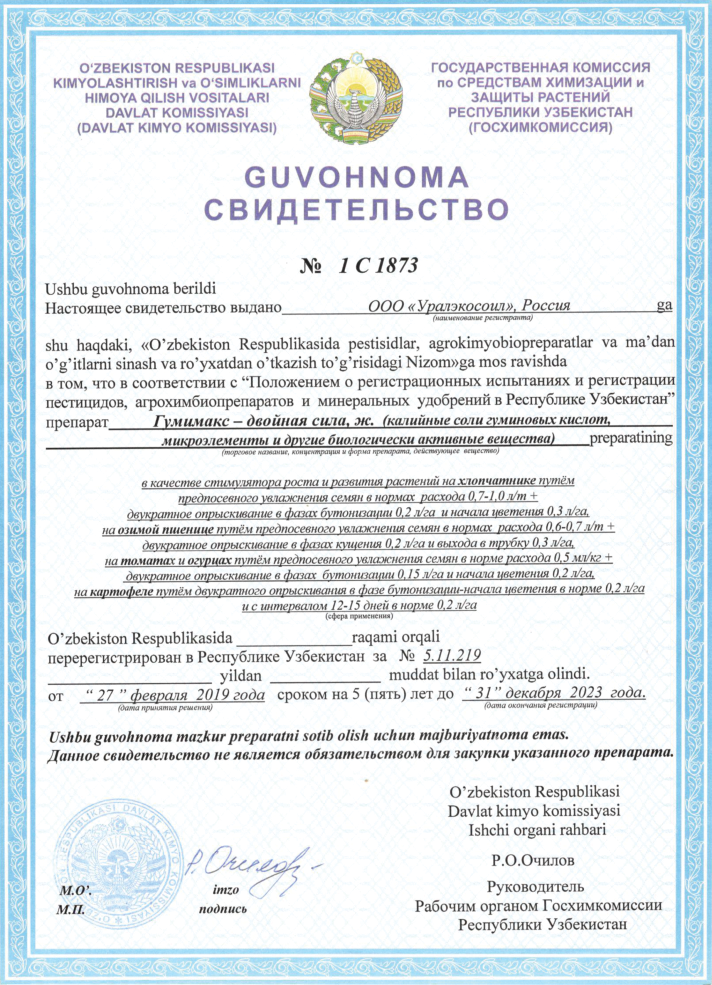 O‘ZBEKISTON RESPUBLIKASI
KIMYOLASHTIRISH va O‘SIMLIKLARNI
HIMOYA QILISH VOSITALARI
DAVLAT KOMISSIYASI
(DAVLAT KIMYO KOMISSIYASI)
ГОСУДАРСТВЕННАЯ КОМИССИЯ
по СРЕДСТВАМ ХИМИЗАЦИИ и
ЗАЩИТЫ РАСТЕНИЙ
РЕСПУБЛИКИ УЗБЕКИСТАН
(ГОСХИМКОМИССИЯ)
GUVOHNOMA
СВИДЕТЕЛЬСТВО
№ 1 С 1873
Ushbu guvohnoma berildi
Настоящее свидетельство выдано ООО «Уралэкосоил», Россия ga
(наименование регистранта)
shu haqdaki, «O’zbekiston Respublikasida pestisidlar, agrokimyobiopreparatlar va ma’dan
o’g’itlarni sinash va ro’yxatdan o’tkazish to’g’risidagi Nizom»ga mos ravishda
в том, что в соответствии с “Положением о регистрационных испытаниях и регистрации
пестицидов, агрохимбиопрепаратов и минеральных удобрений в Республике Узбекистан”
препарат Гумимакс – двойная сила, ж. (калийные соли гуминовых кислот,
микроэлементы и другие биологически активные вещества) preparatining
(торговое название, концентрация и форма препарата, действующее вещество)
в качестве стимулятора роста и развития растений на хлопчатнике путём
предпосевного увлажнения семян в нормах расхода 0,7-1,0 л/т +
двукратное опрыскивание в фазах бутонизации 0,2 л/га и начала цветения 0,3 л/га,
на озимой пшенице путём предпосевного увлажнения семян в нормах расхода 0,6-0,7 л/т +
двукратное опрыскивание в фазах кущения 0,2 л/га и выхода в трубку 0,3 л/га,
на томатах и огурцах путём предпосевного увлажнения семян в норме расхода 0,5 мл/кг +
двукратное опрыскивание в фазах бутонизации 0,15 л/га и начала цветения 0,2 л/га,
на картофеле путём двукратного опрыскивания в фазе бутонизации-начала цветения в норме 0,2 л/га
и с интервалом 12-15 дней в норме 0,2 л/га
(сфера применения)
O’zbekiston Respublikasida raqami orqali
перерегистрирован в Республике Узбекистан за № 5.11.219
yildan muddat bilan ro’yxatga olindi.
от “ 27 ” февраля 2019 года сроком на 5 (пять) лет до “ 31” декабря 2023 года.
(дата принятия решения) (дата окончания регистрации)
Ushbu guvohnoma mazkur preparatni sotib olish uchun majburiyatnoma emas.
Данное свидетельство не является обязательством для закупки указанного препарата.
O’zbekiston Respublikasi
Davlat kimyo komissiyasi
Ishchi organi rahbari
Р.О.Очилов
Руководитель
Рабочим органом Госхимкомиссии
Республики Узбекистан
Р. Очилов
М.О’. imzo
М.П. подпись